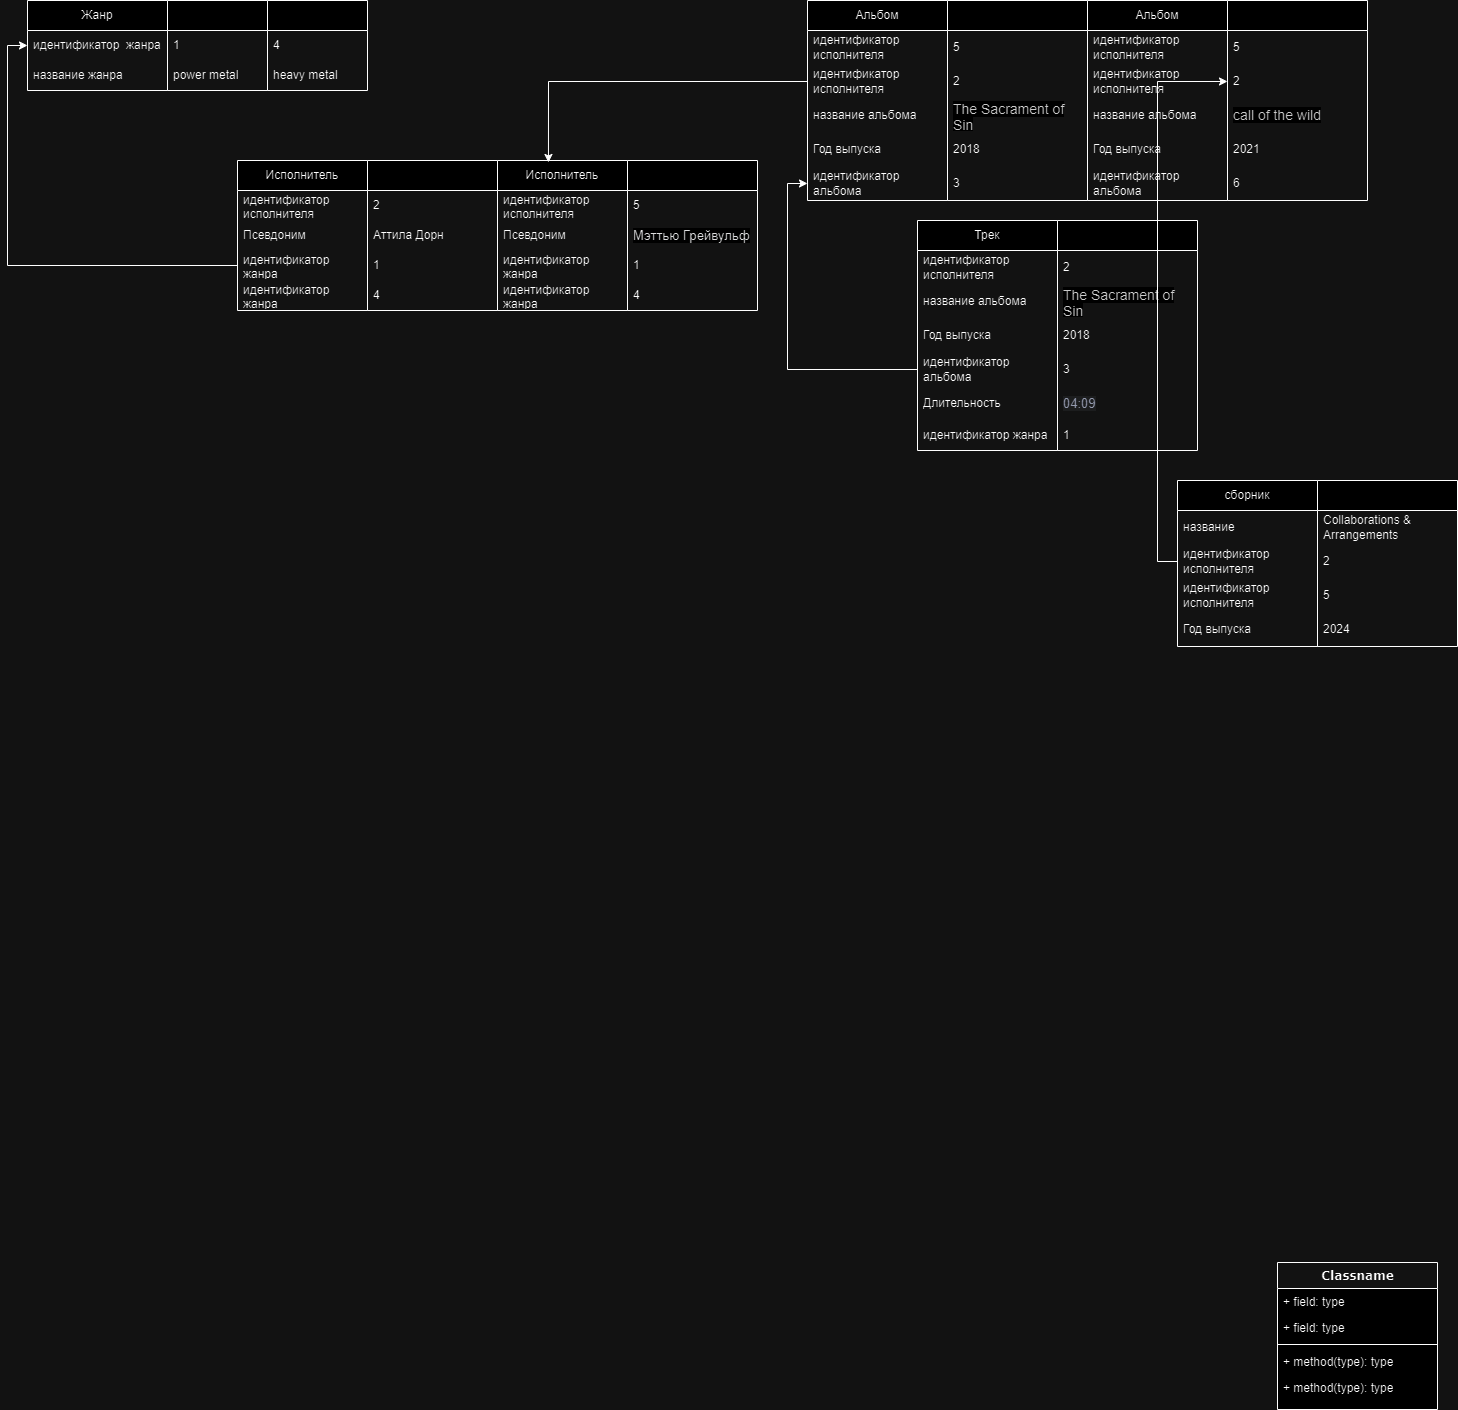 Жанр
идентификатор жанра 1 4
название жанра power metal heavy metal
Альбом Альбом
идентификатор
исполнителя 5 идентификатор
исполнителя 5
идентификатор
исполнителя 2 идентификатор
исполнителя 2
название альбома The Sacrament of
Sin название альбома call of the wild
Год выпуска 2018 Год выпуска 2021
идентификатор
альбома 3 идентификатор
альбома 6
Исполнитель Исполнитель
идентификатор
исполнителя 2 идентификатор
исполнителя 5
Псевдоним Аттила Дорн Псевдоним Мэттью Грейвульф
идентификатор
жанра 1 идентификатор
жанра 1
идентификатор
жанра 4 идентификатор
жанра 4
Трек
идентификатор
исполнителя 2
название альбома The Sacrament of
Sin
Год выпуска 2018
идентификатор
альбома 3
Длительность 04:09
идентификатор жанра 1
сборник
название Collaborations &
Arrangements
идентификатор
исполнителя 2
идентификатор
исполнителя 5
Год выпуска 2024
Classname
+ field: type
+ field: type
+ method(type): type
+ method(type): type